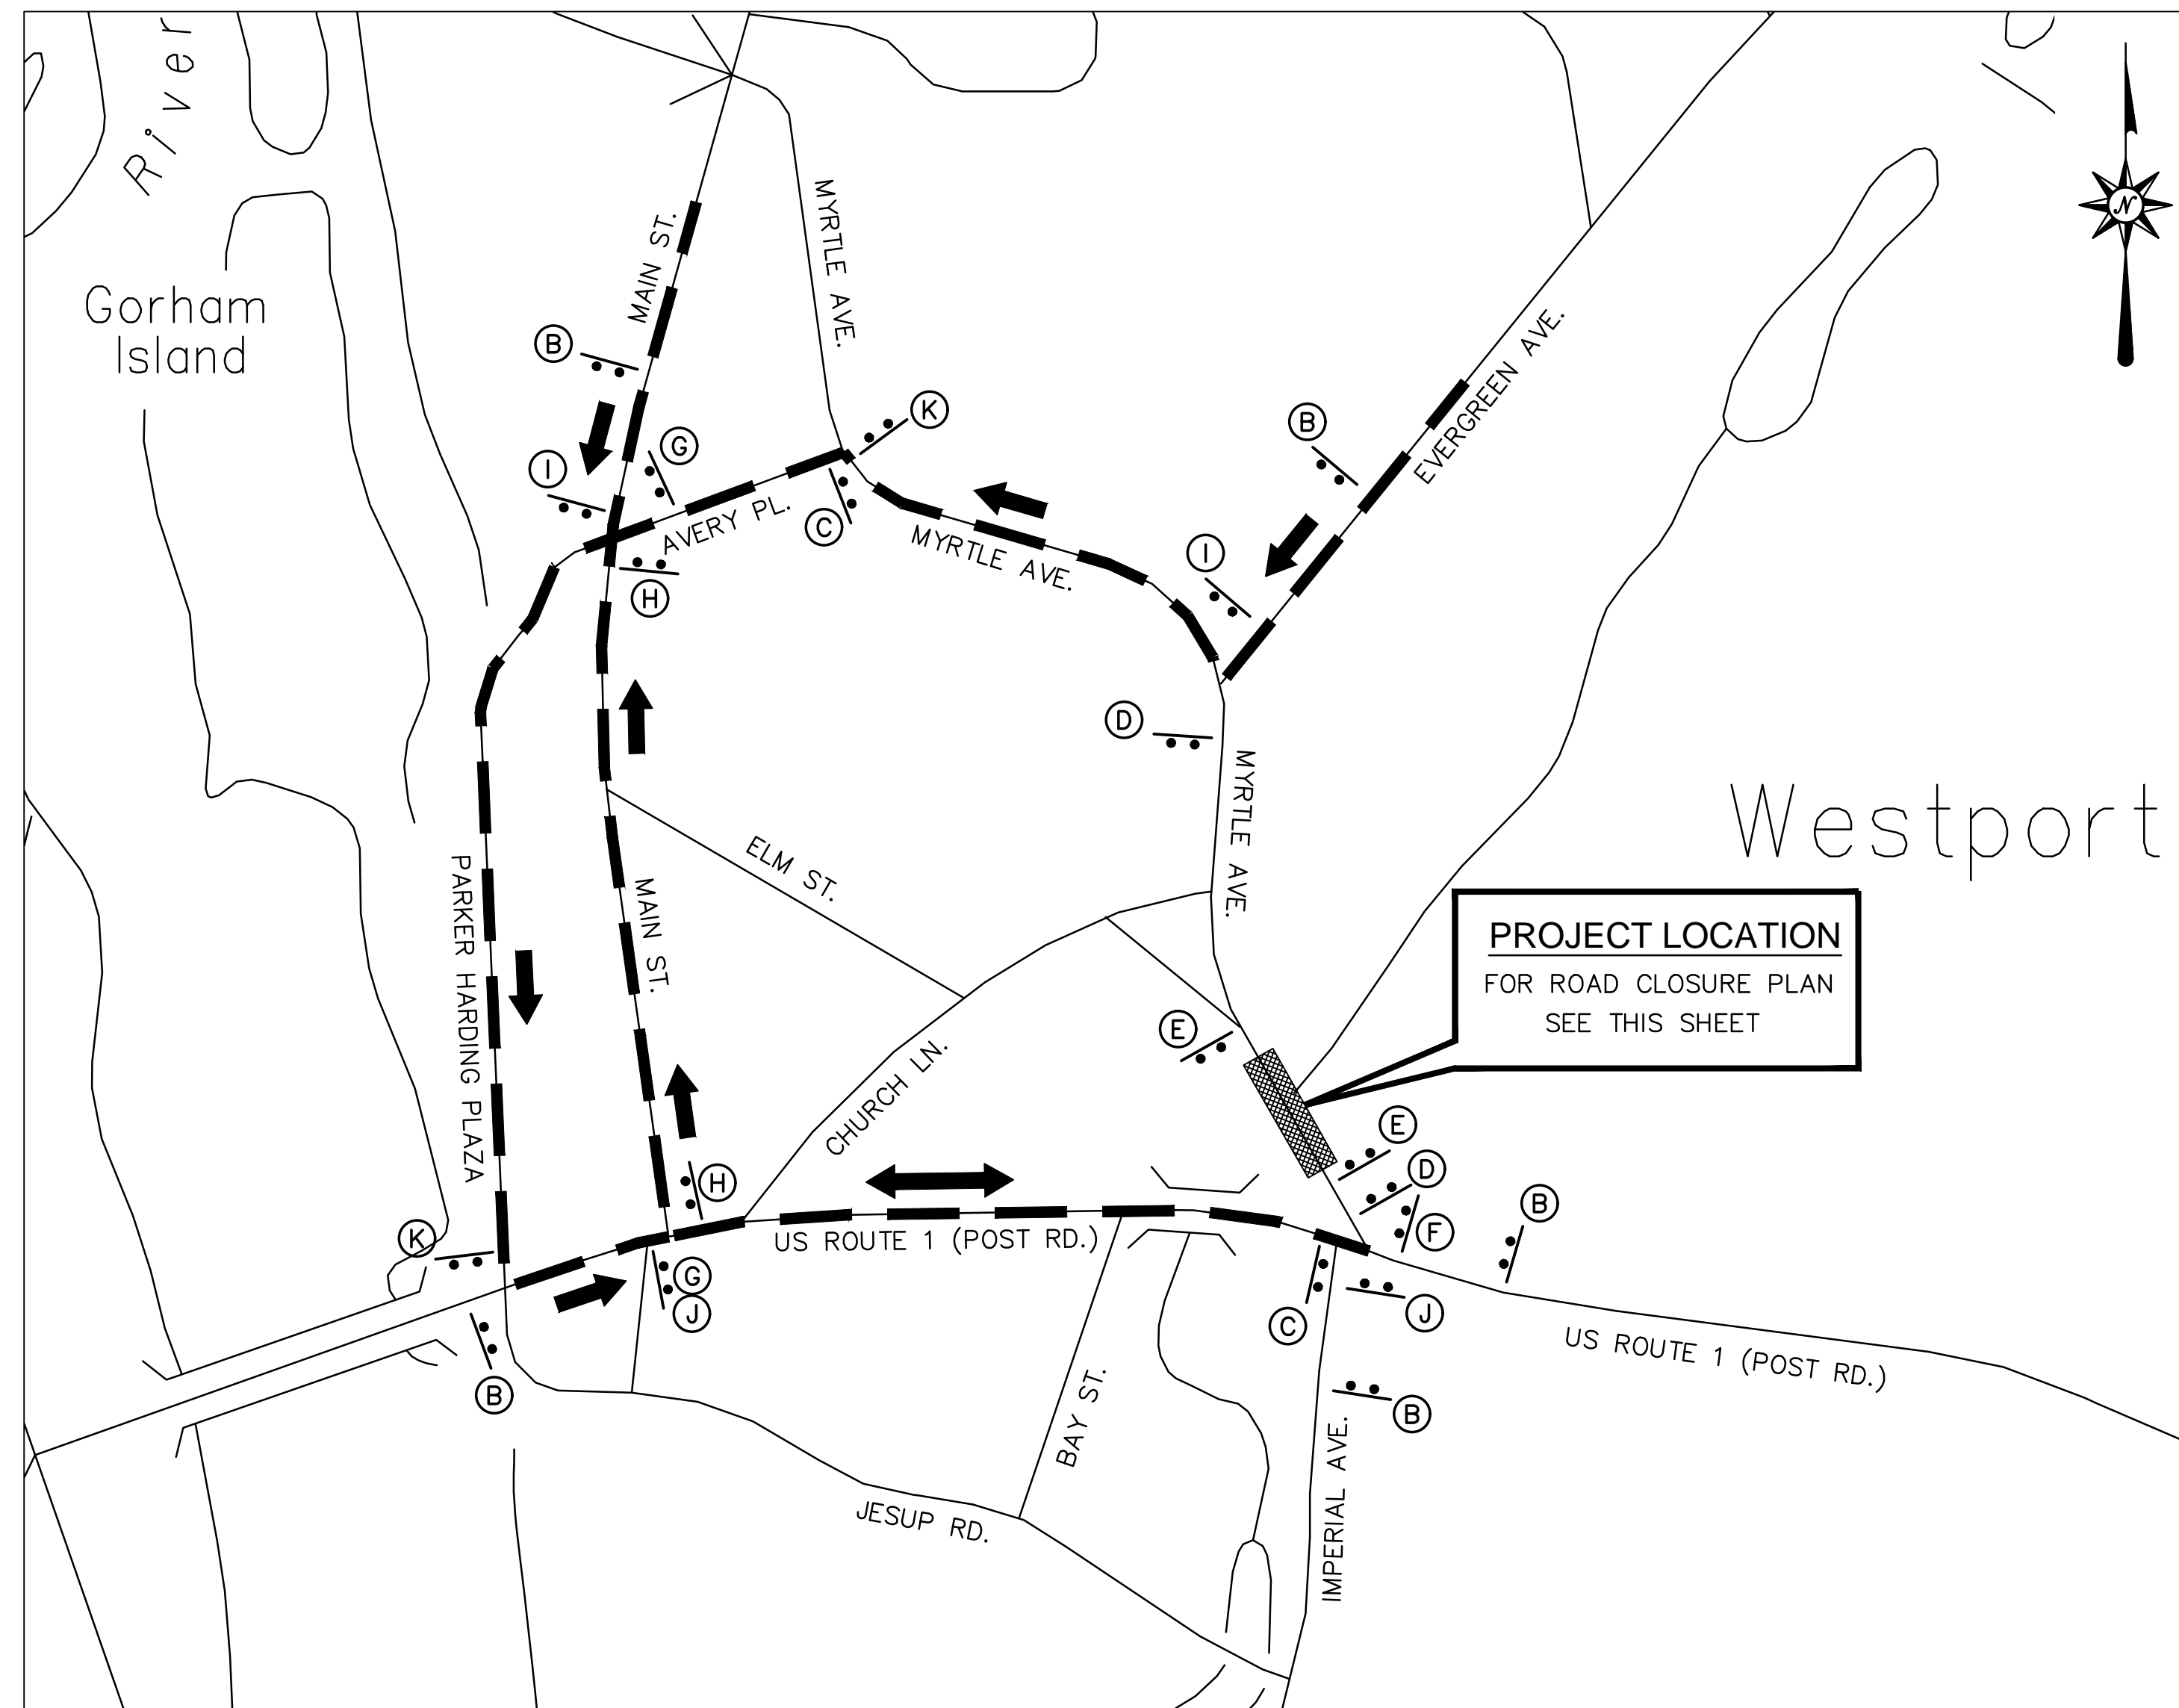 River
Gorham
Island
MAIN ST.
MYRTLE AVE.
B
K
B
EVERGREEN AVE.
G
I
AVERY PL.
C
MYRTLE AVE.
I
H
D
MYRTLE AVE.
Westport
ELM ST.
PARKER HARDING PLAZA
MAIN ST.
PROJECT LOCATION
FOR ROAD CLOSURE PLAN
SEE THIS SHEET
E
CHURCH LN.
E
H
D
B
K
US ROUTE 1 (POST RD.)
F
G
J
C
J
US ROUTE 1 (POST RD.)
B
B
BAY ST.
IMPERIAL AVE.
JESUP RD.
N